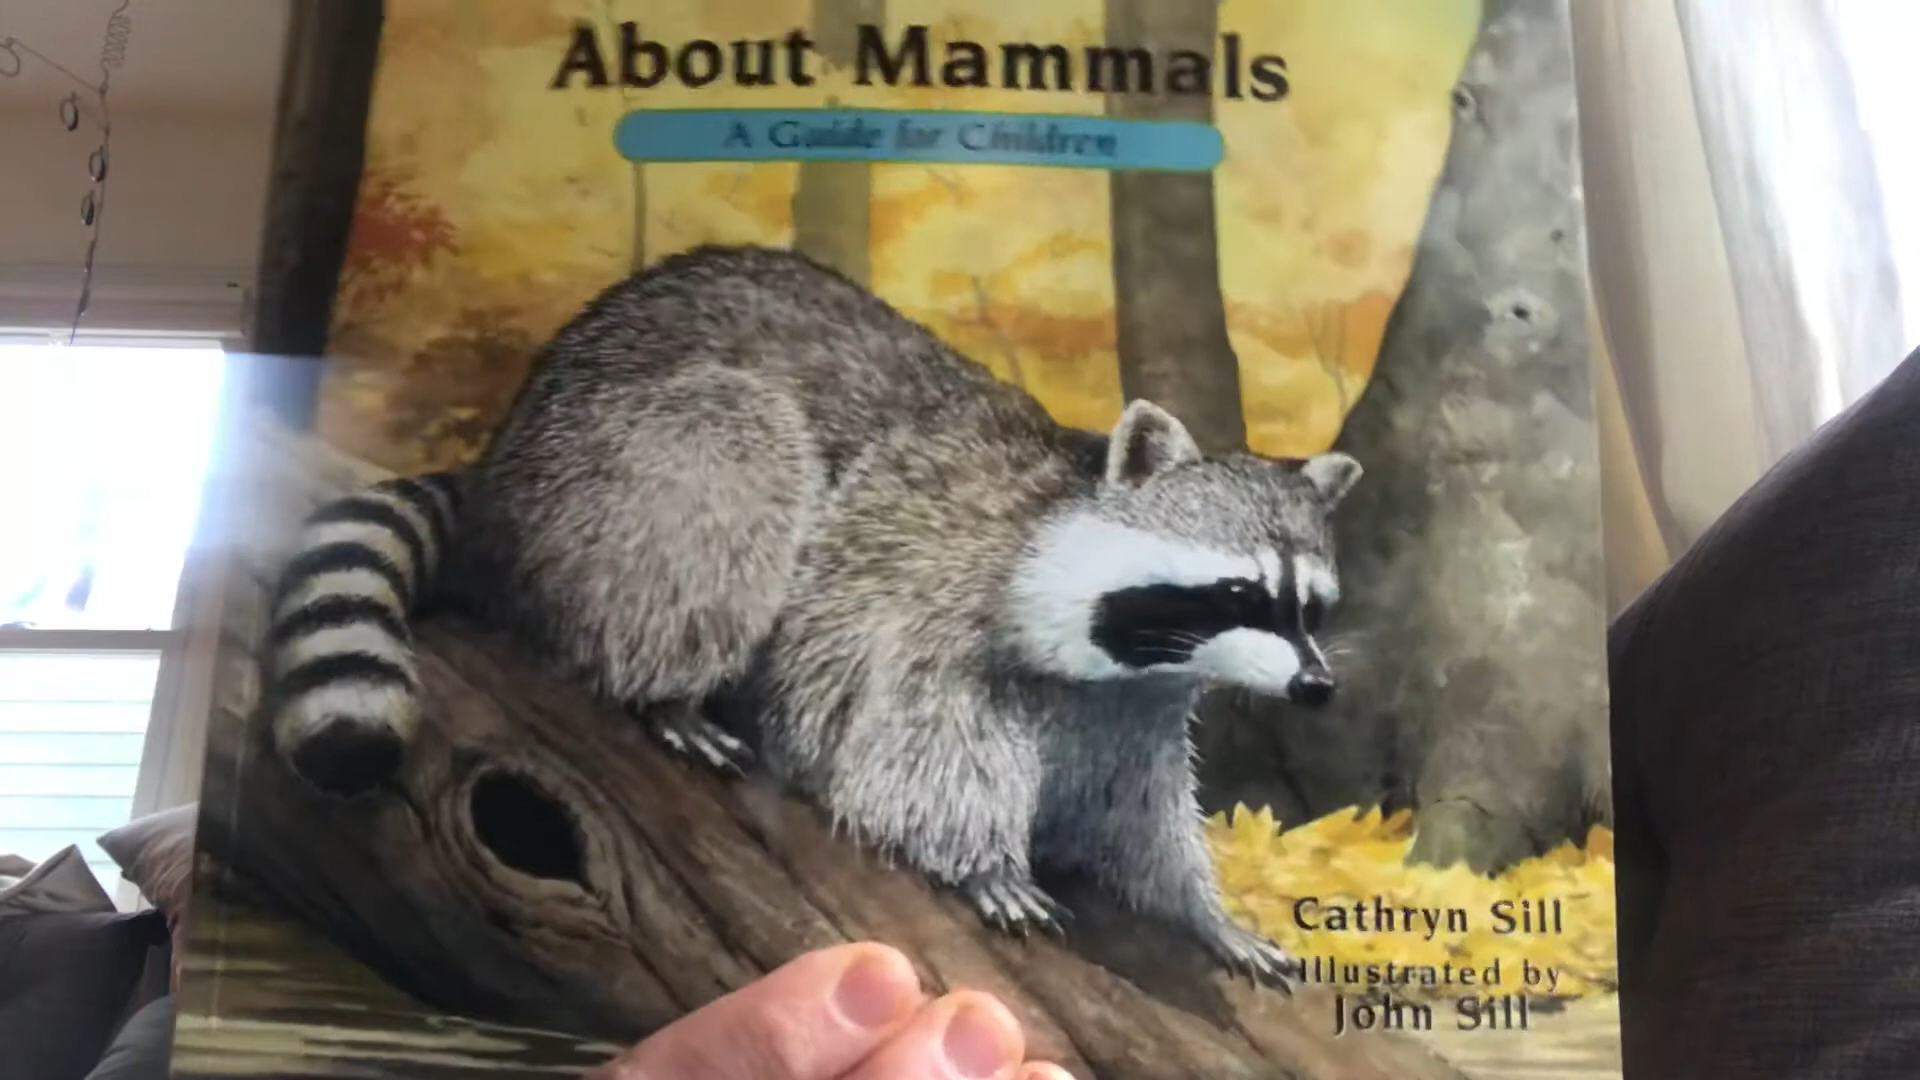 About Mammals
A Guide for Children
Cathryn Sill
Illustrated by
John Sill